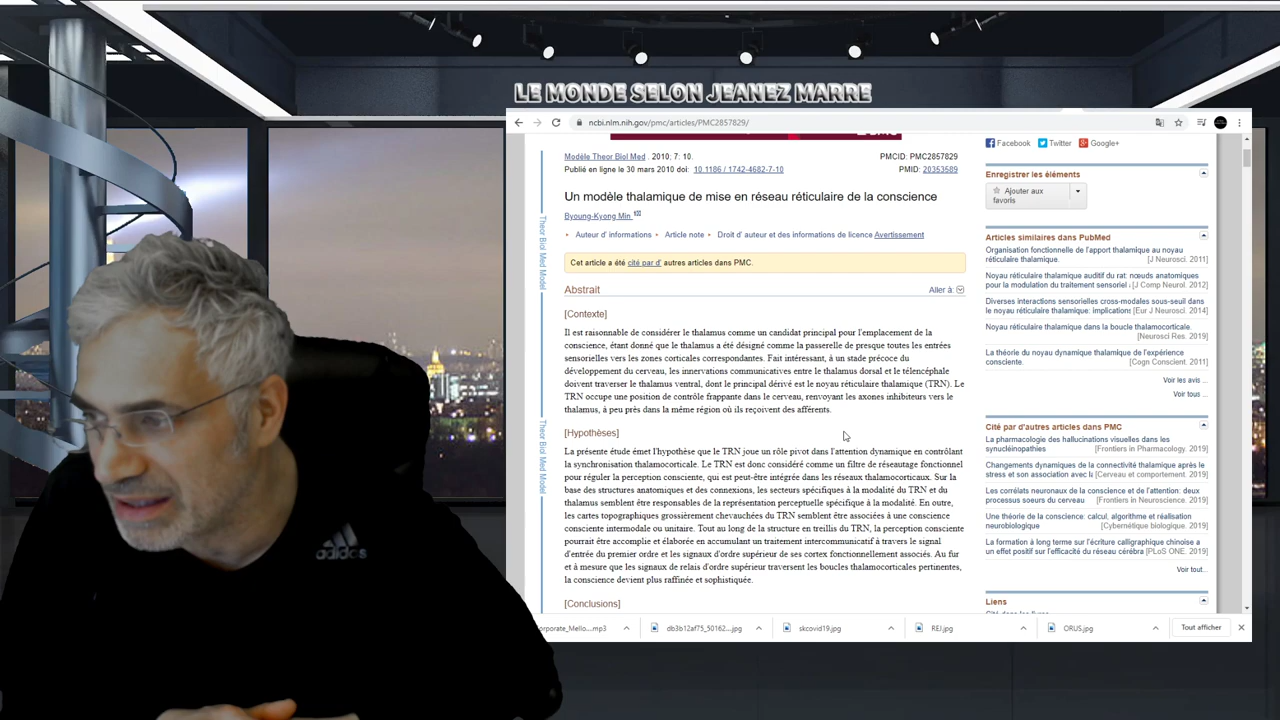 LE MONDE SELON JEANEZ MARRE
ncbi.nlm.nih.gov/pmc/articles/PMC2857829/
Facebook
Twitter
Google+
Modèle Theor Biol Med . 2010; 7: 10.
PMCID: PMC2857829
Publié en ligne le 30 mars 2010 doi: 10.1186 / 1742-4682-7-10
PMID: 20353589
Un modèle thalamique de mise en réseau réticulaire de la conscience
Byoung-Kyong Min
Auteur d' informations
Article note
Droit d' auteur et des informations de licence Avertissement
Cet article a été cité par d' autres articles dans PMC.
Abstrait
Aller à:
[Contexte]
Il est raisonnable de considérer le thalamus comme un candidat principal pour l'emplacement de la
conscience, étant donné que le thalamus a été désigné comme la passerelle de presque toutes les entrées
sensorielles vers les zones corticales correspondantes. Fait intéressant, à un stade précoce du
développement du cerveau, les innervations communicatives entre le thalamus dorsal et le télencéphale
doivent traverser le thalamus ventral, dont le principal dérivé est le noyau réticulaire thalamique (TRN). Le
TRN occupe une position de contrôle frappante dans le cerveau, renvoyant les axones inhibiteurs vers le
thalamus, à peu près dans la même région où ils reçoivent des afférents.
[Hypothèses]
La présente étude émet l'hypothèse que le TRN joue un rôle pivot dans l'attention dynamique en contrôlant
la synchronisation thalamocorticale. Le TRN est donc considéré comme un filtre de réseautage fonctionnel
pour réguler la perception consciente, qui est peut-être intégrée dans les réseaux thalamocorticaux. Sur la
base des structures anatomiques et des connexions, les secteurs spécifiques à la modalité du TRN et du
thalamus semblent être responsables de la représentation perceptuelle spécifique à la modalité. En outre,
les cartes topographiques grossièrement chevauchées du TRN semblent être associées à une conscience
consciente intermodale ou unitaire. Tout au long de la structure en treillis du TRN, la perception consciente
pourrait être accomplie et élaborée en accumulant un traitement intercommunicatif à travers le signal
d'entrée du premier ordre et les signaux d'ordre supérieur de ses cortex fonctionnellement associés. Au fur
et à mesure que les signaux de relais d'ordre supérieur traversent les boucles thalamocorticales pertinentes,
la conscience devient plus raffinée et sophistiquée.
[Conclusions]
Theor Biol Med Model
Theor Biol Med Model
Enregistrer les éléments
Ajouter aux
favoris
Articles similaires dans PubMed
Organisation fonctionnelle de l'apport thalamique au noyau
réticulaire thalamique. [J Neurosci. 2011]
Noyau réticulaire thalamique auditif du rat: nœuds anatomiques
pour la modulation du traitement sensoriel [J Comp Neurol. 2012]
Diverses interactions sensorielles cross-modales sous-seuil dans
le noyau réticulaire thalamique: implications [Eur J Neurosci. 2014]
Noyau réticulaire thalamique dans la boucle thalamocorticale.
[Neurosci Res. 2019]
La théorie du noyau dynamique thalamique de l'expérience
consciente. [Cogn Conscient. 2011]
Voir les avis ...
Voir tous ...
Cité par d'autres articles dans PMC
La pharmacologie des hallucinations visuelles dans les
synucléinopathies [Frontiers in Pharmacology. 2019]
Changements dynamiques de la connectivité thalamique après le
stress et son association avec l [Cerveau et comportement. 2019]
Les corrélats neuronaux de la conscience et de l'attention: deux
processus soeurs du cerveau [Frontiers in Neuroscience. 2019]
Une théorie de la conscience: calcul, algorithme et réalisation
neurobiologique [Cybernétique biologique. 2019]
La formation à long terme sur l'écriture calligraphique chinoise a
un effet positif sur l'efficacité du réseau cérébra [PLoS ONE. 2019]
Voir tout...
Liens
orporate_Mello....mp3
db3b12af75_50162...jpg
skcovid19.jpg
REJ.jpg
ORUS.jpg
Tout afficher
adidas